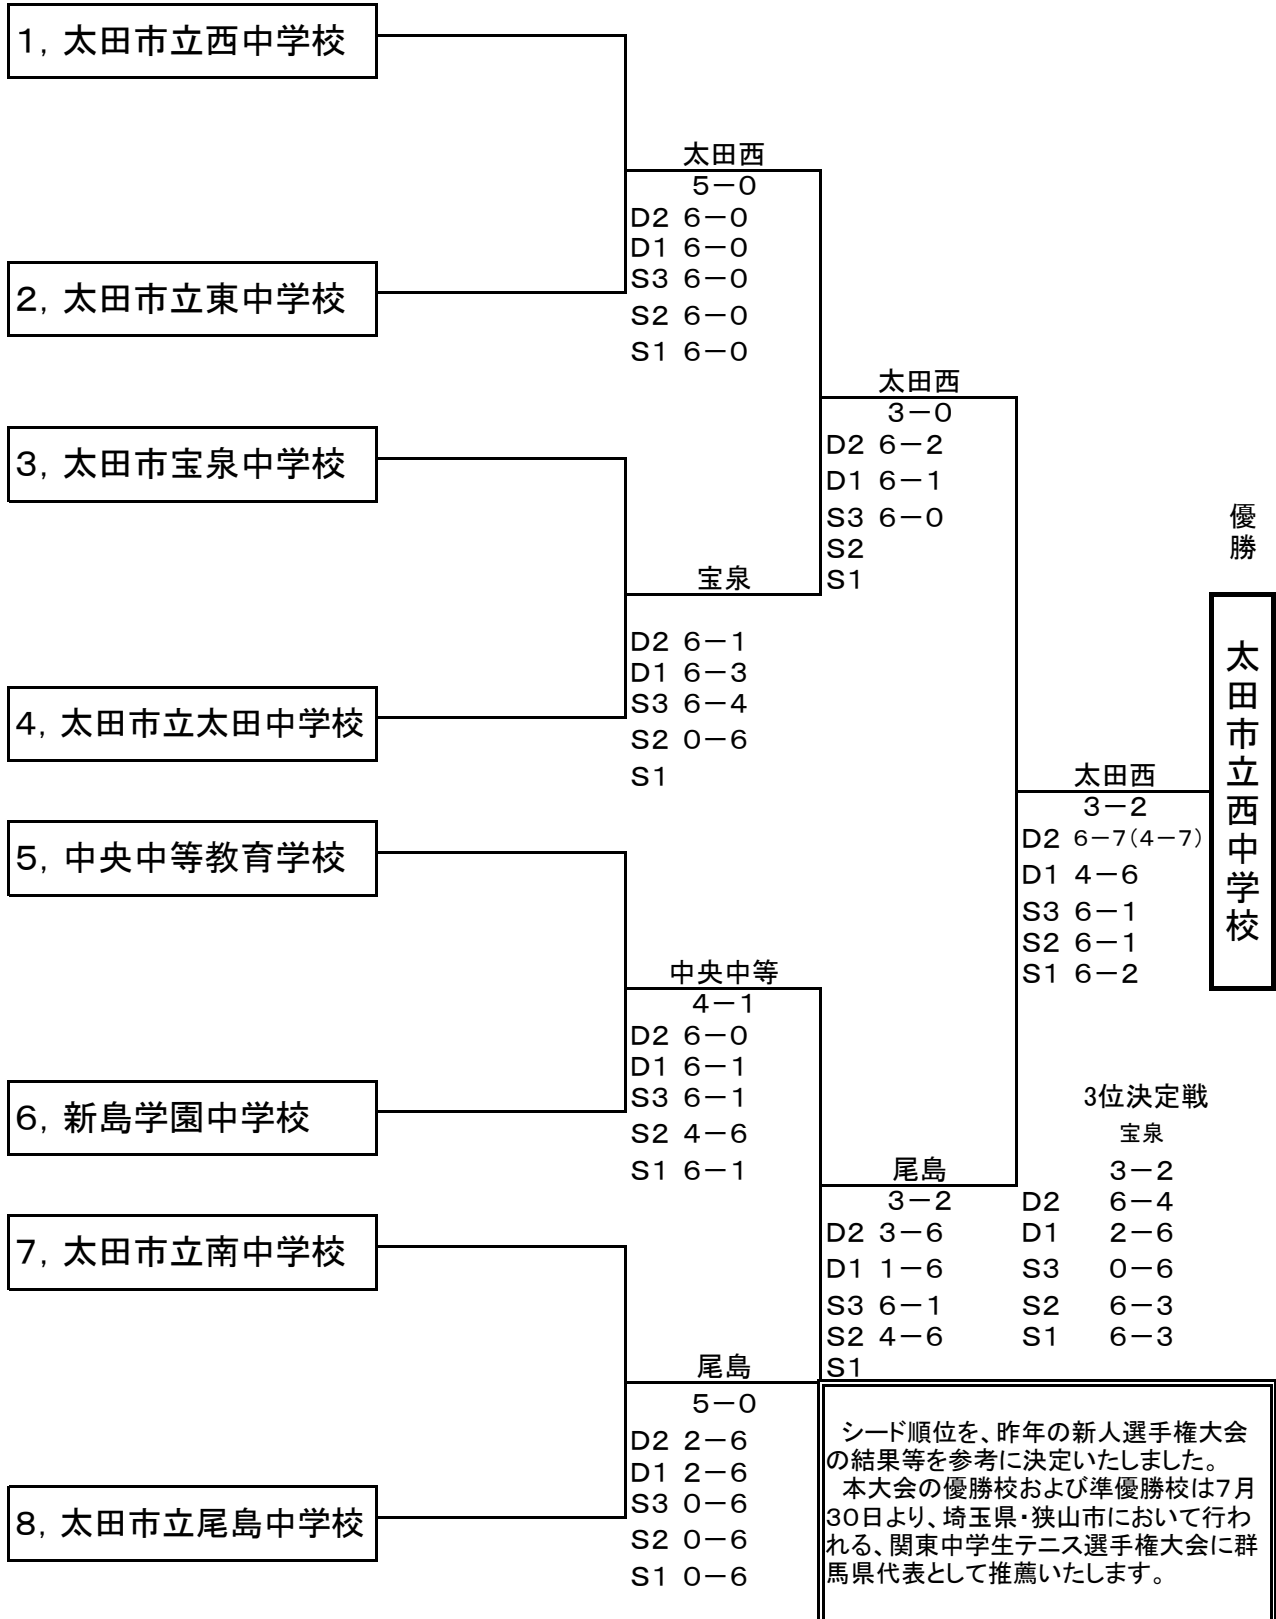 1, 太田市立西中学校
太田西
5－0
D2 6－0
D1 6－0
S3 6－0
2, 太田市立東中学校
S2 6－0
S1 6－0
太田西
3－0
D2 6－2
3, 太田市宝泉中学校
D1 6－1
S3 6－0
優勝
S2
宝泉
S1
D2 6－1
D1 6－3
S3 6－4
4, 太田市立太田中学校
S2 0－6
S1
太田市立西中学校
太田西
3－2
D2 6－7(4－7)
5, 中央中等教育学校
D1 4－6
S3 6－1
S2 6－1
S1 6－2
中央中等
4－1
D2 6－0
D1 6－1
S3 6－1
6, 新島学園中学校
S2 4－6
S1 6－1
3位決定戦
宝泉
3－2
D2 6－4
D1 2－6
S3 0－6
S2 6－3
S1 6－3
尾島
3－2
D2 3－6
7, 太田市立南中学校
D1 1－6
S3 6－1
S2 4－6
S1
尾島
5－0
D2 2－6
D1 2－6
S3 0－6
8, 太田市立尾島中学校
S2 0－6
S1 0－6
シード順位を、昨年の新人選手権大会
の結果等を参考に決定いたしました。
本大会の優勝校および準優勝校は7月
30日より、埼玉県・狭山市において行わ
れる、関東中学生テニス選手権大会に群
馬県代表として推薦いたします。